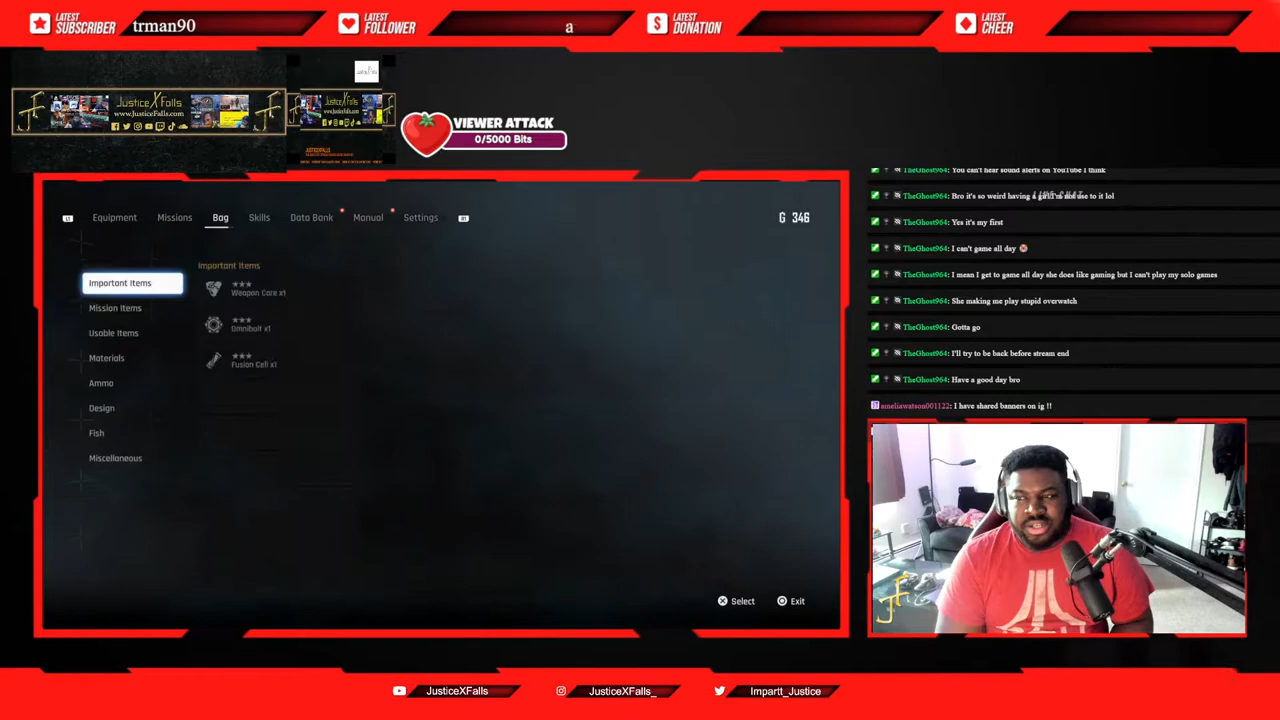 LATEST SUBSCRIBER
trman90
LATEST FOLLOWER
a
LATEST DONATION
LATEST CHEER
JusticeXFalls
www.JusticeFalls.com
VIEWER ATTACK
0/5000 Bits
L1
Equipment
Missions
Bag
Skills
Data Bank
Manual
Settings
G 346
Important Items
Mission Items
Usable Items
Materials
Ammo
Design
Fish
Miscellaneous
Important Items
Weapon Core x1
Omnibolt x1
Fusion Cell x1
Select
Exit
TheGhost964: You can't hear sound alerts on YouTube I think
TheGhost964: Bro it's so weird having a
TheGhost964: Yes it's my first
TheGhost964: I can't game all day
TheGhost964: I mean I get to game all day she does like gaming but I can't play my solo games
TheGhost964: She making me play stupid overwatch
TheGhost964: Gotta go
TheGhost964: I'll try to be back before stream end
TheGhost964: Have a good day bro
ameliawatson001122: I have shared banners on ig !!
JF
JusticeXFalls
JusticeXFalls_
Impartt_Justice